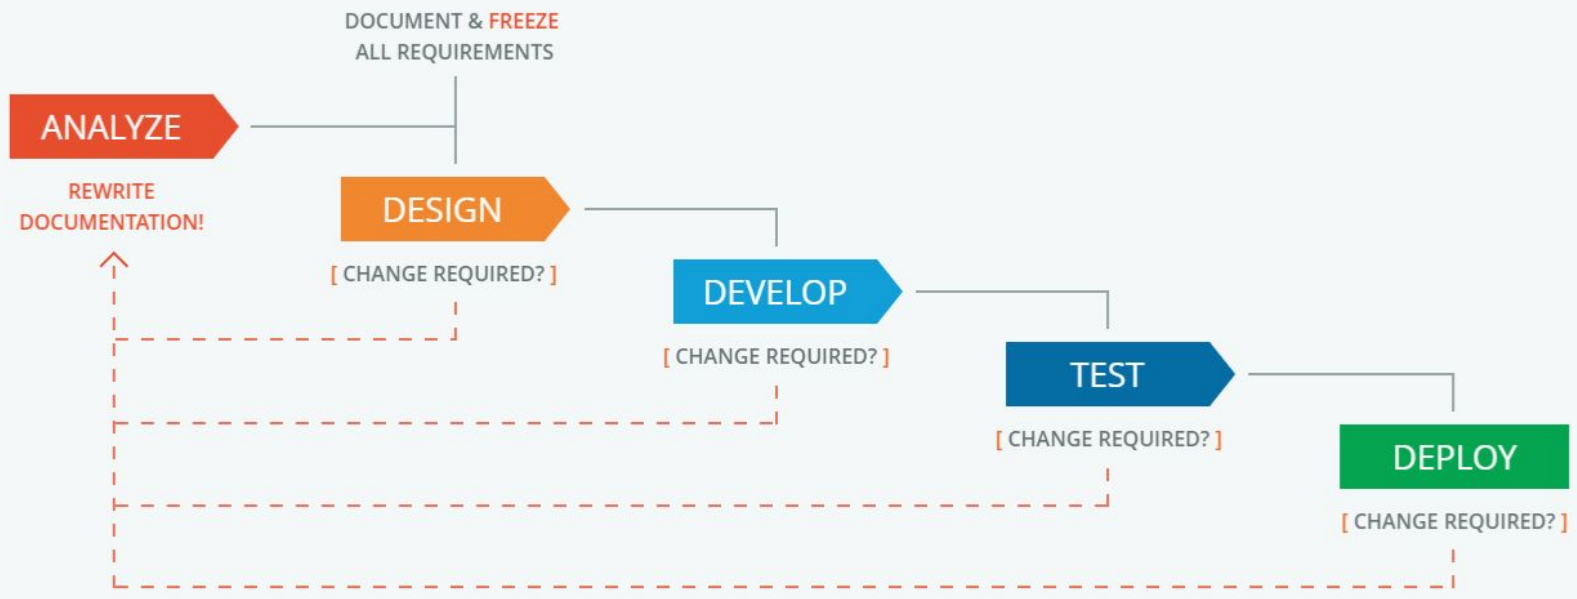 DOCUMENT & FREEZE
ALL REQUIREMENTS
ANALYZE
REWRITE
DOCUMENTATION!
DESIGN
[ CHANGE REQUIRED? ]
DEVELOP
[ CHANGE REQUIRED? ]
TEST
[ CHANGE REQUIRED? ]
DEPLOY
[ CHANGE REQUIRED? ]